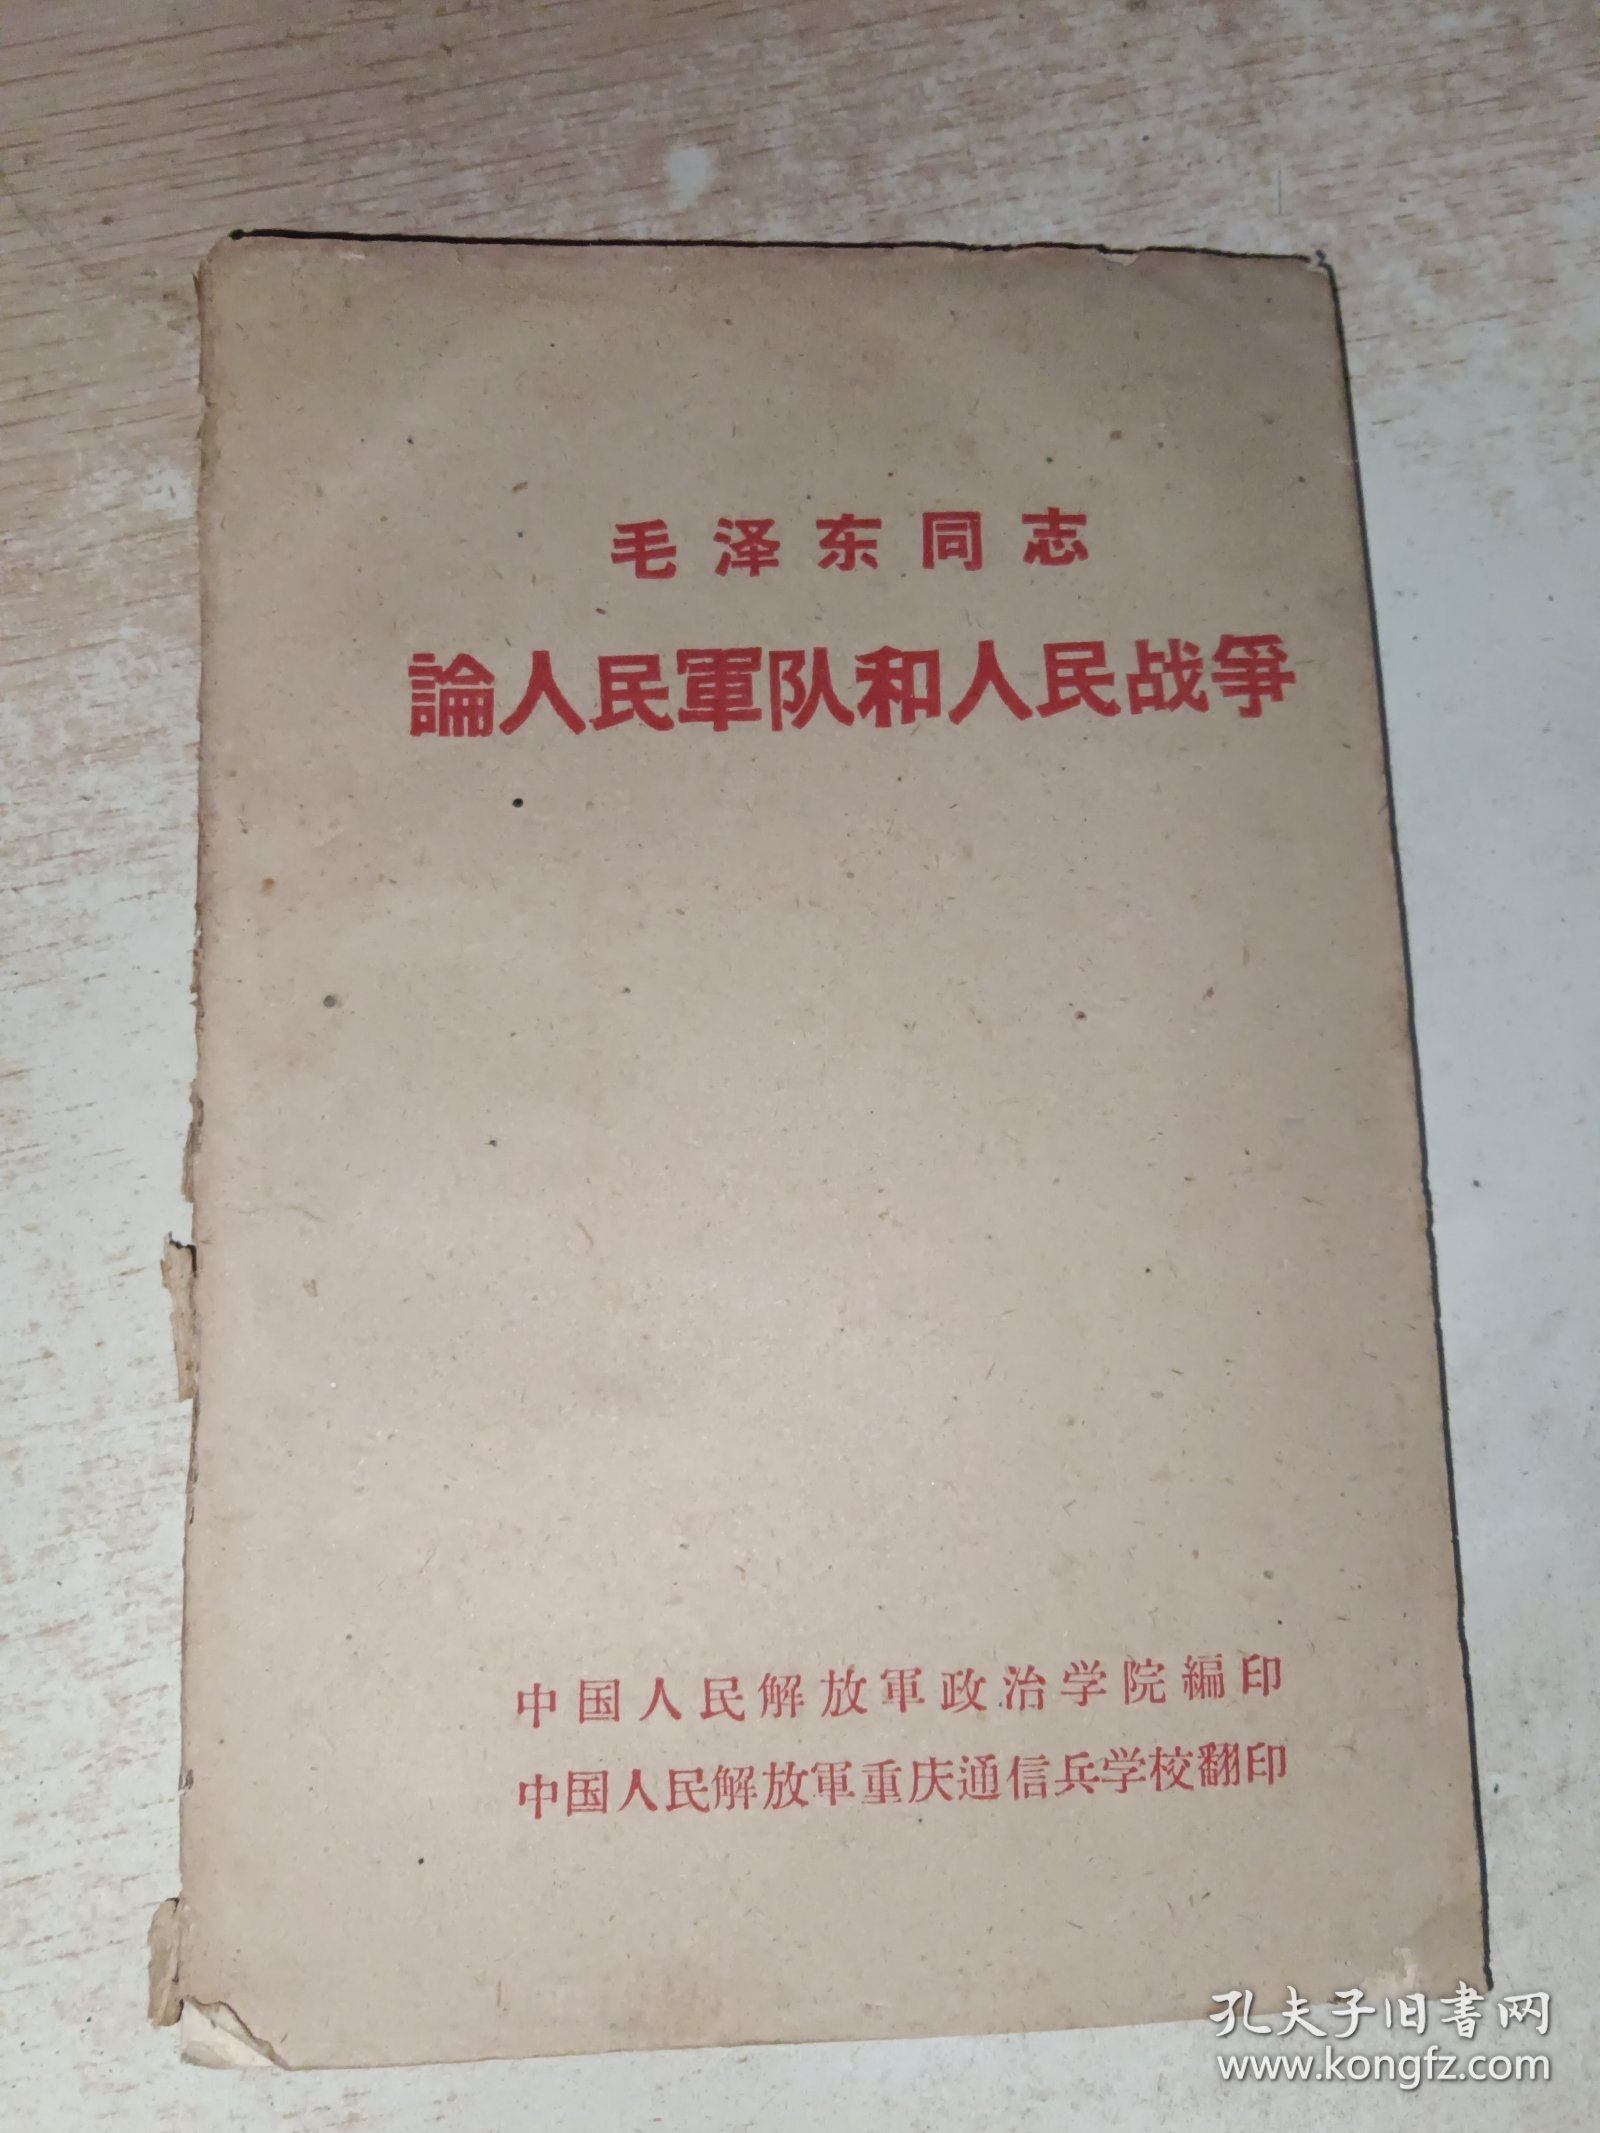 毛泽东同志
論人民軍队和人民战爭
中国人民解放軍政治学院編印
中国人民解放軍重庆通信兵学校翻印
孔夫子旧書网
www.kongfz.com